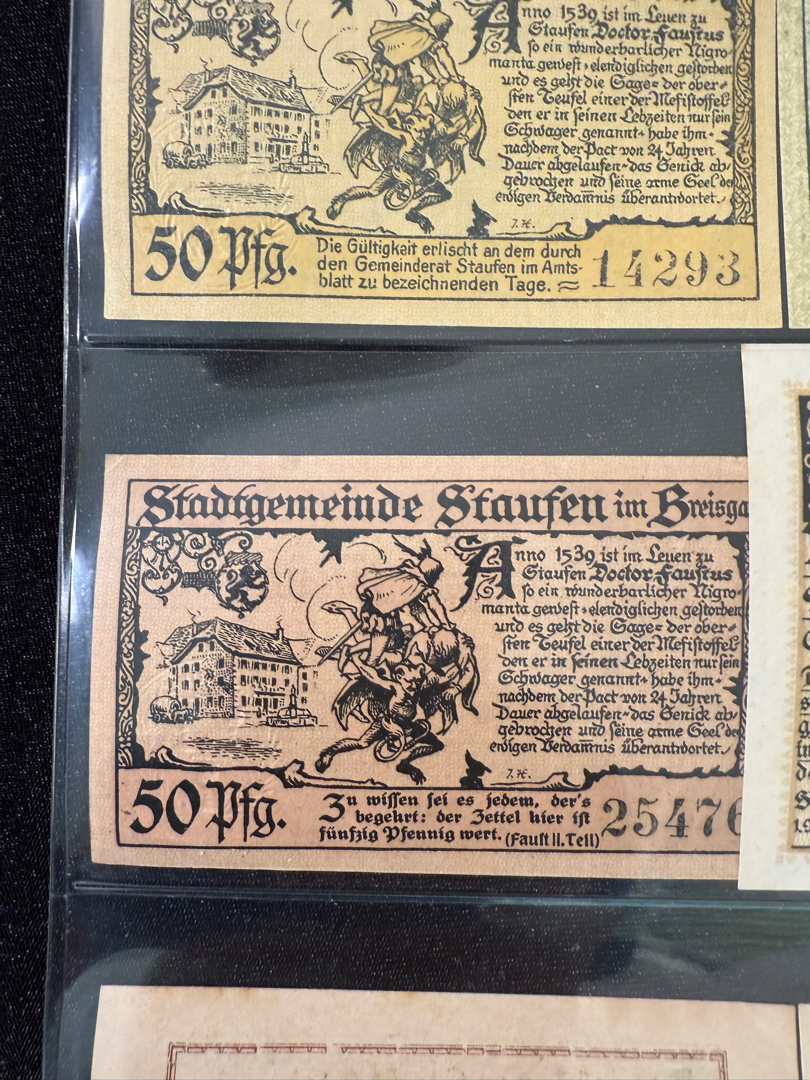 Anno 1539 ist im Leuen zu
Staufen Doctor Faustus
so ein wunderbarlicher Nigro-
manta gewest, elendiglichen gestorben
und es geht die Sage= der ober=
sten Teufel einer der Mefistoffel
den er in seinen Lebzeiten nur sein
Schwager genannt, habe ihm,
nachdem der Pact von 24 Jahren
Dauer abgelaufen, das Genick ab=
gebrochen und seine arme Seel de
ewigen Verdamnis überantwortet.
J.H.
50 Pfg.
Die Gültigkeit erlischt an dem durch
den Gemeinderat Staufen im Amts-
blatt zu bezeichnenden Tage. =
14293
Stadtgemeinde Staufen im Breisga
Anno 1539 ist im Leuen zu
Staufen Doctor Faustus
so ein wunderbarlicher Nigro-
manta gewest, elendiglichen gestorben
und es geht die Sage= der ober=
sten Teufel einer der Mefistoffel
den er in seinen Lebzeiten nur sein
Schwager genannt, habe ihm,
nachdem der Pact von 24 Jahren
Dauer abgelaufen, das Genick ab=
gebrochen und seine arme Seel de
ewigen Verdamnis überantwortet.
J.H.
50 Pfg.
Zu wissen sei es jedem, der's
begehrt: der Zettel hier ist
fünfzig Pfennig wert. (Faust II. Teil)
25476